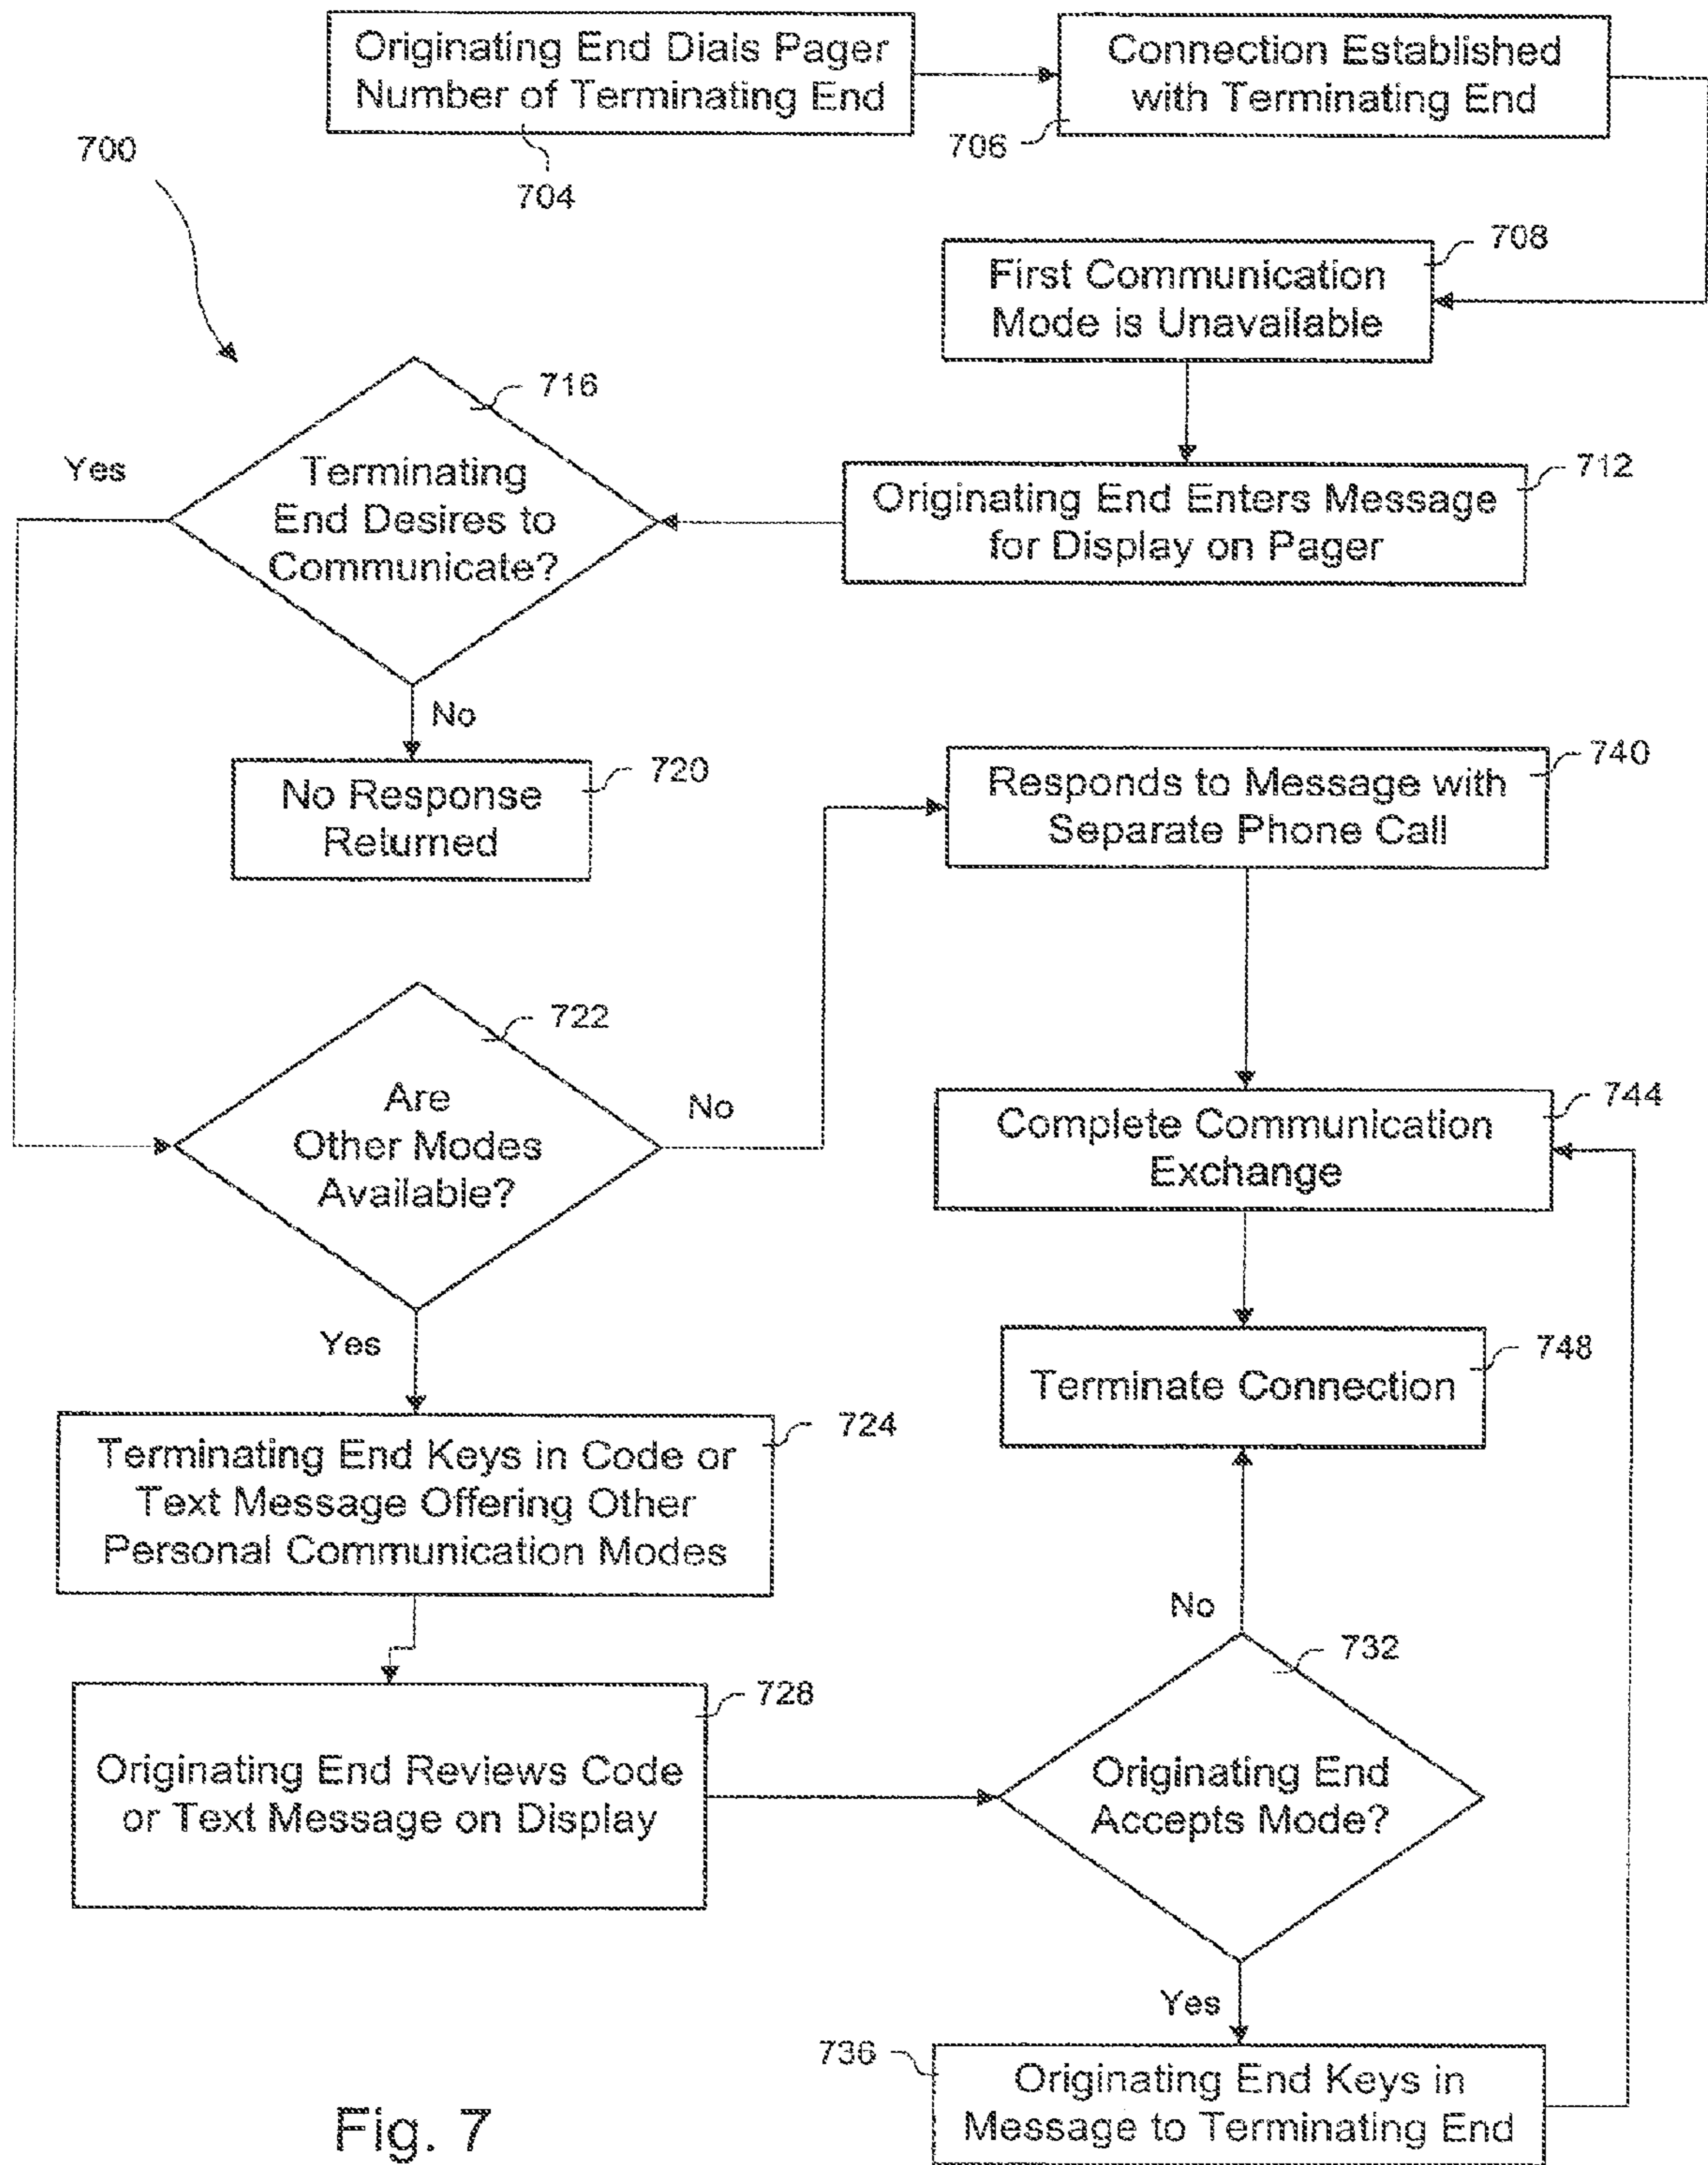 Originating End Dials Pager
Number of Terminating End
704
Connection Established
with Terminating End
706
700
708
First Communication
Mode is Unavailable
712
Originating End Enters Message
for Display on Pager
716
Terminating
End Desires to
Communicate?
Yes
No
720
No Response
Returned
722
Are
Other Modes
Available?
No
Yes
740
Responds to Message with
Separate Phone Call
744
Complete Communication
Exchange
748
Terminate Connection
724
Terminating End Keys in Code or
Text Message Offering Other
Personal Communication Modes
728
Originating End Reviews Code
or Text Message on Display
No
732
Originating End
Accepts Mode?
Yes
736
Originating End Keys in
Message to Terminating End
Fig. 7